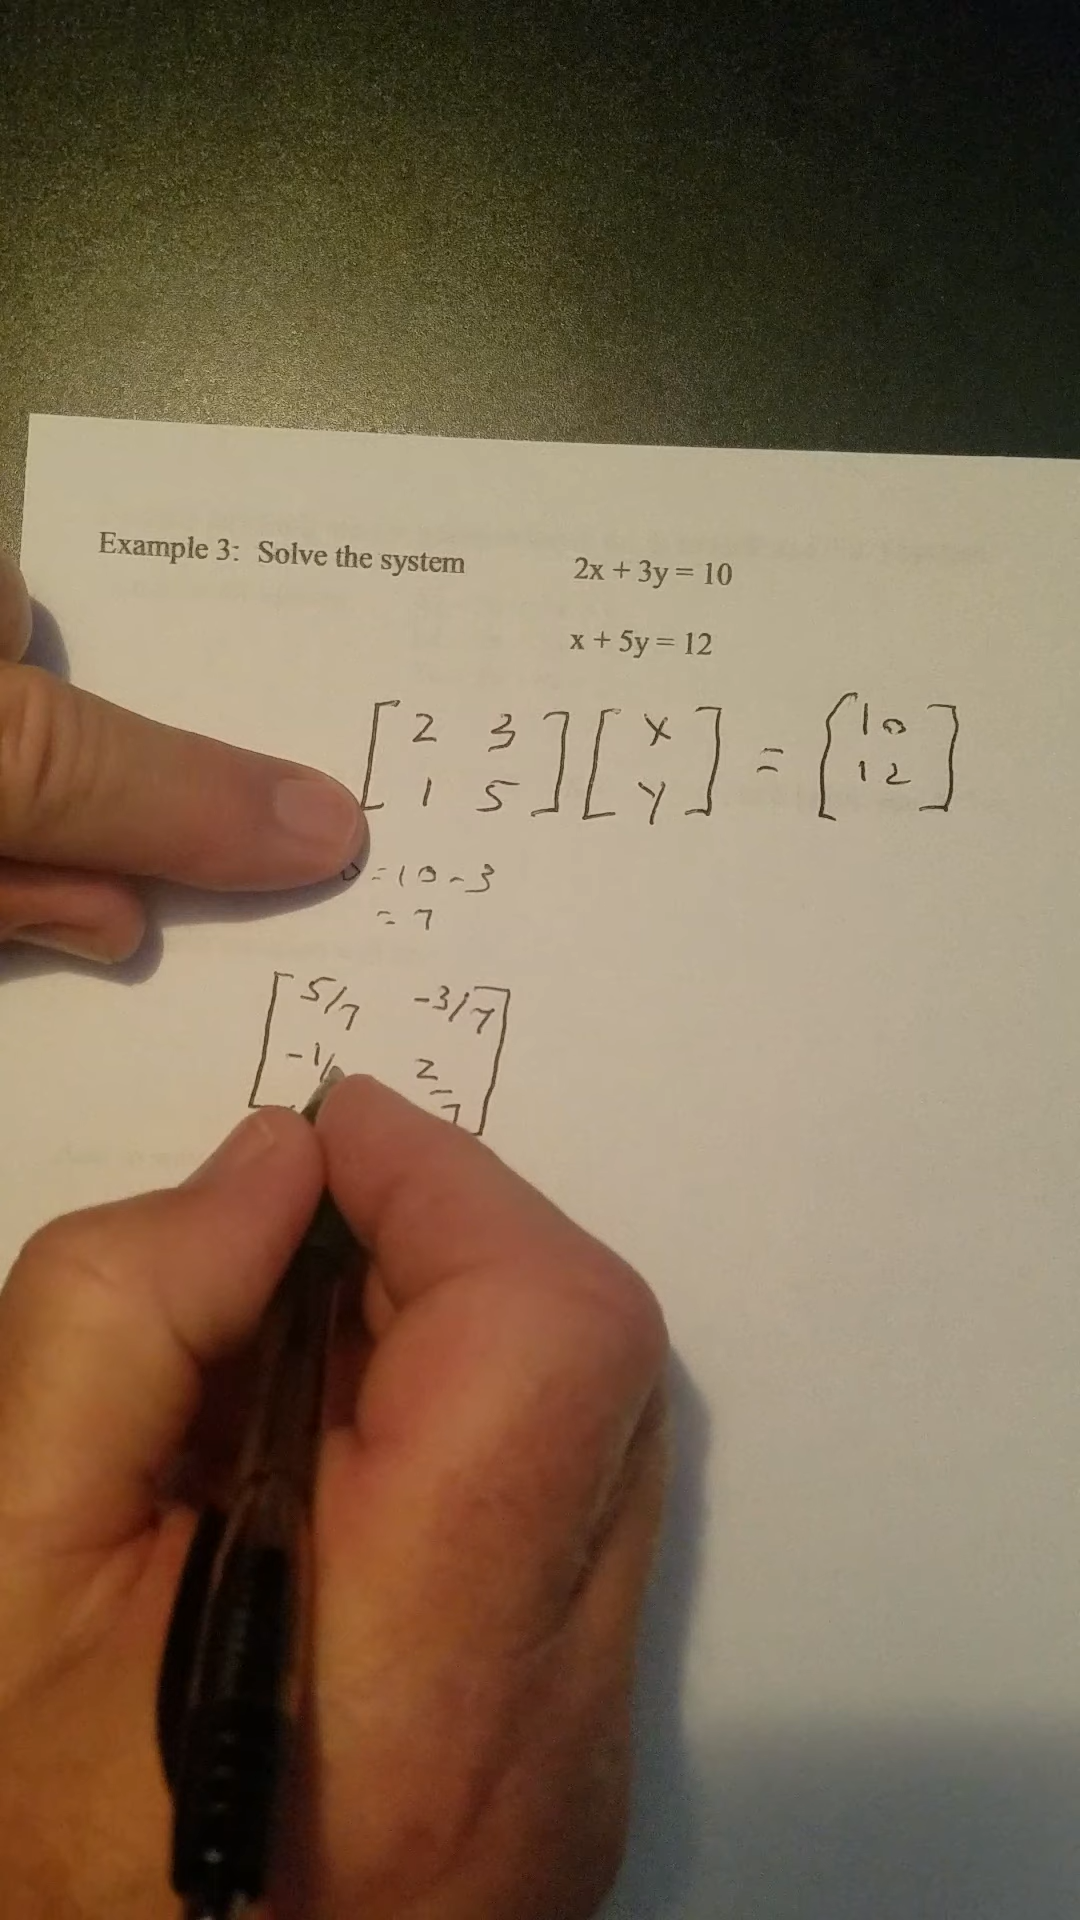 Example 3: Solve the system 2x + 3y = 10
x + 5y = 12
[2 3] [x] = [10]
[1 5] [y] [12]
D = 10 - 3
= 7
[5/7 -3/7]
[-1/ 2/7]